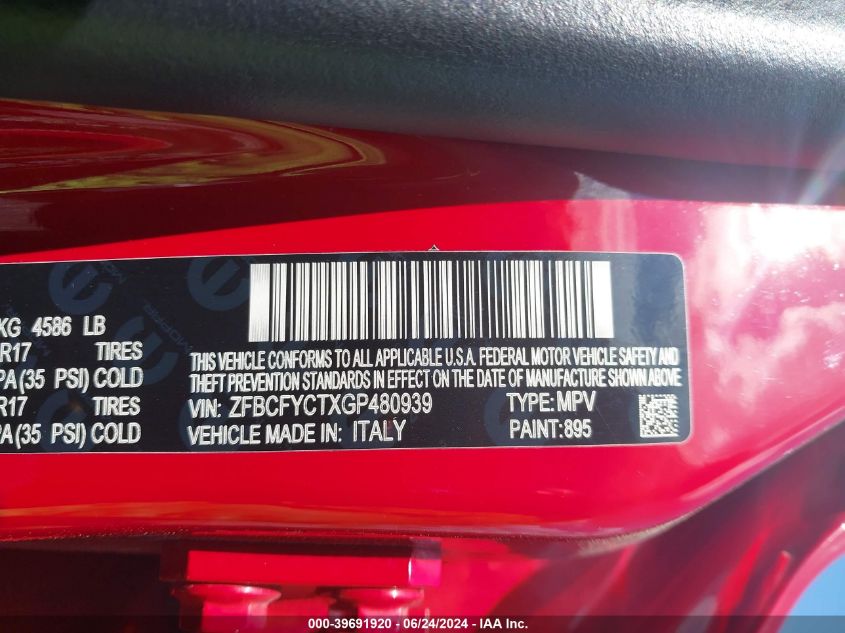 KG 4586 LB
R17 TIRES
PA(35 PSI) COLD
R17 TIRES
PA(35 PSI) COLD
MOPAR
THIS VEHICLE CONFORMS TO ALL APPLICABLE U.S.A. FEDERAL MOTOR VEHICLE SAFETY AND
THEFT PREVENTION STANDARDS IN EFFECT ON THE DATE OF MANUFACTURE SHOWN ABOVE
VIN: ZFBCFYCTXGP480939 TYPE: MPV
VEHICLE MADE IN: ITALY PAINT:895
000-39691920 - 06/24/2024 - IAA Inc.